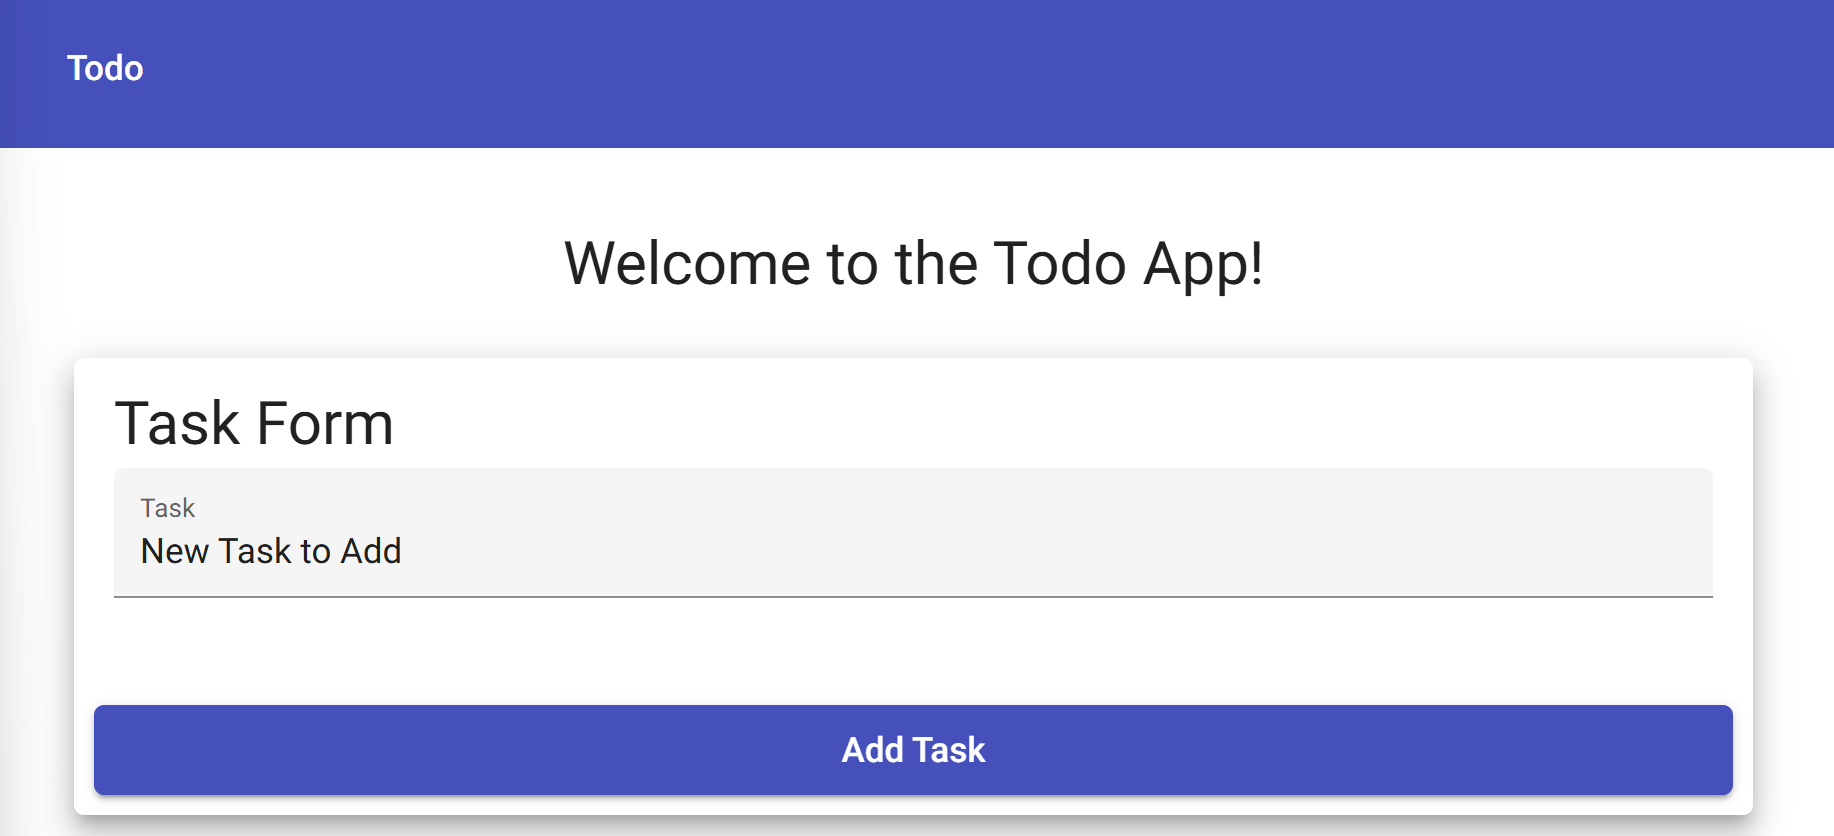 Todo
Welcome to the Todo App!
Task Form
Task
New Task to Add
Add Task